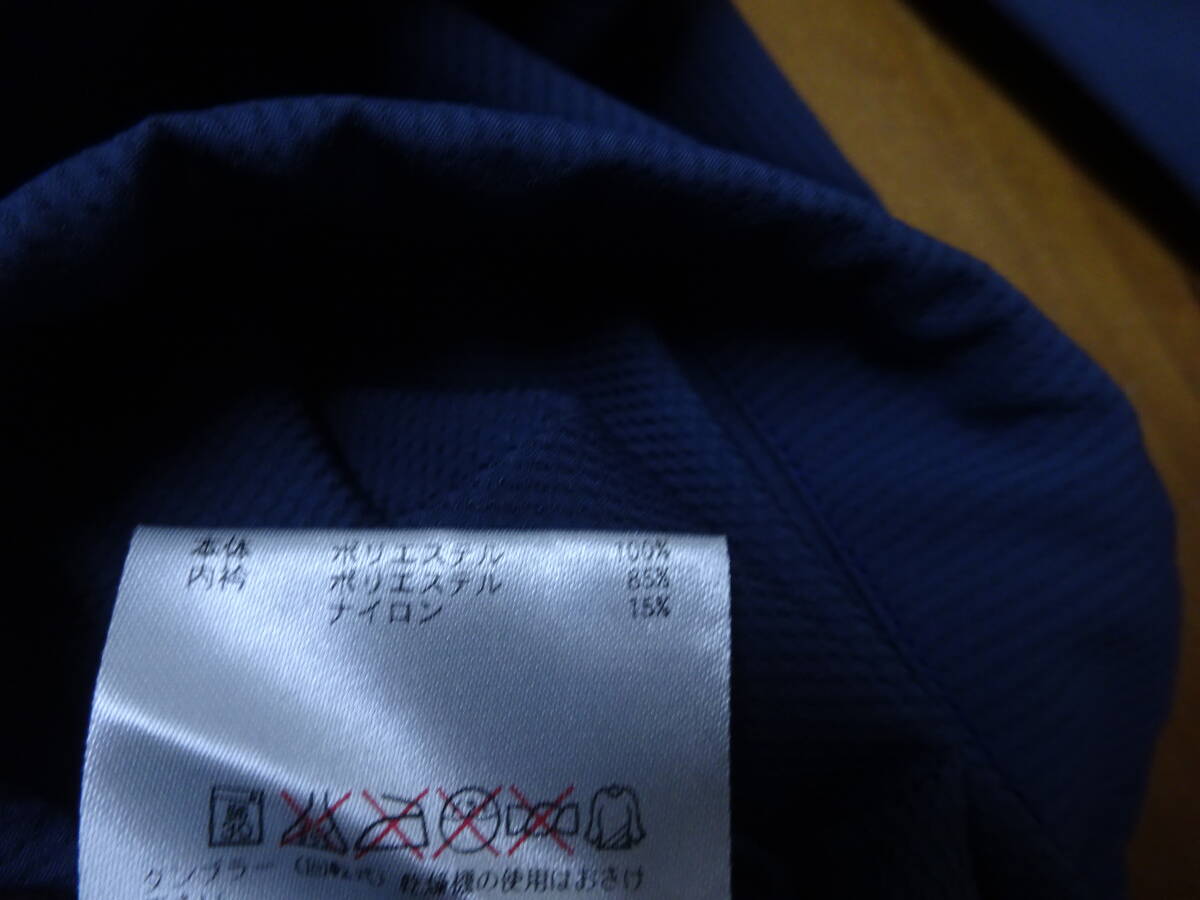 本体 ポリエステル 100%
内衿 ポリエステル 85%
ナイロン 15%
タンブラー(回転式)乾燥機の使用はおさけ